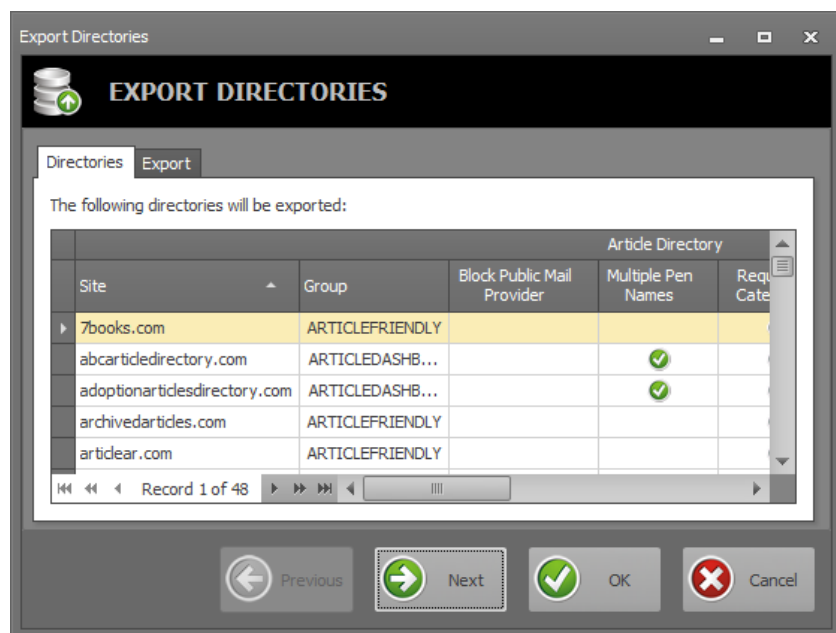 Export Directories
EXPORT DIRECTORIES
Directories Export
The following directories will be exported:
Article Directory
Site Group Block Public Mail Provider Multiple Pen Names
7books.com ARTICLEFRIENDLY
abcarticledirectory.com ARTICLEDASHB...
adoptionarticlesdirectory.com ARTICLEDASHB...
archivedarticles.com ARTICLEFRIENDLY
articlear.com ARTICLEFRIENDLY
Record 1 of 48
Previous Next OK Cancel